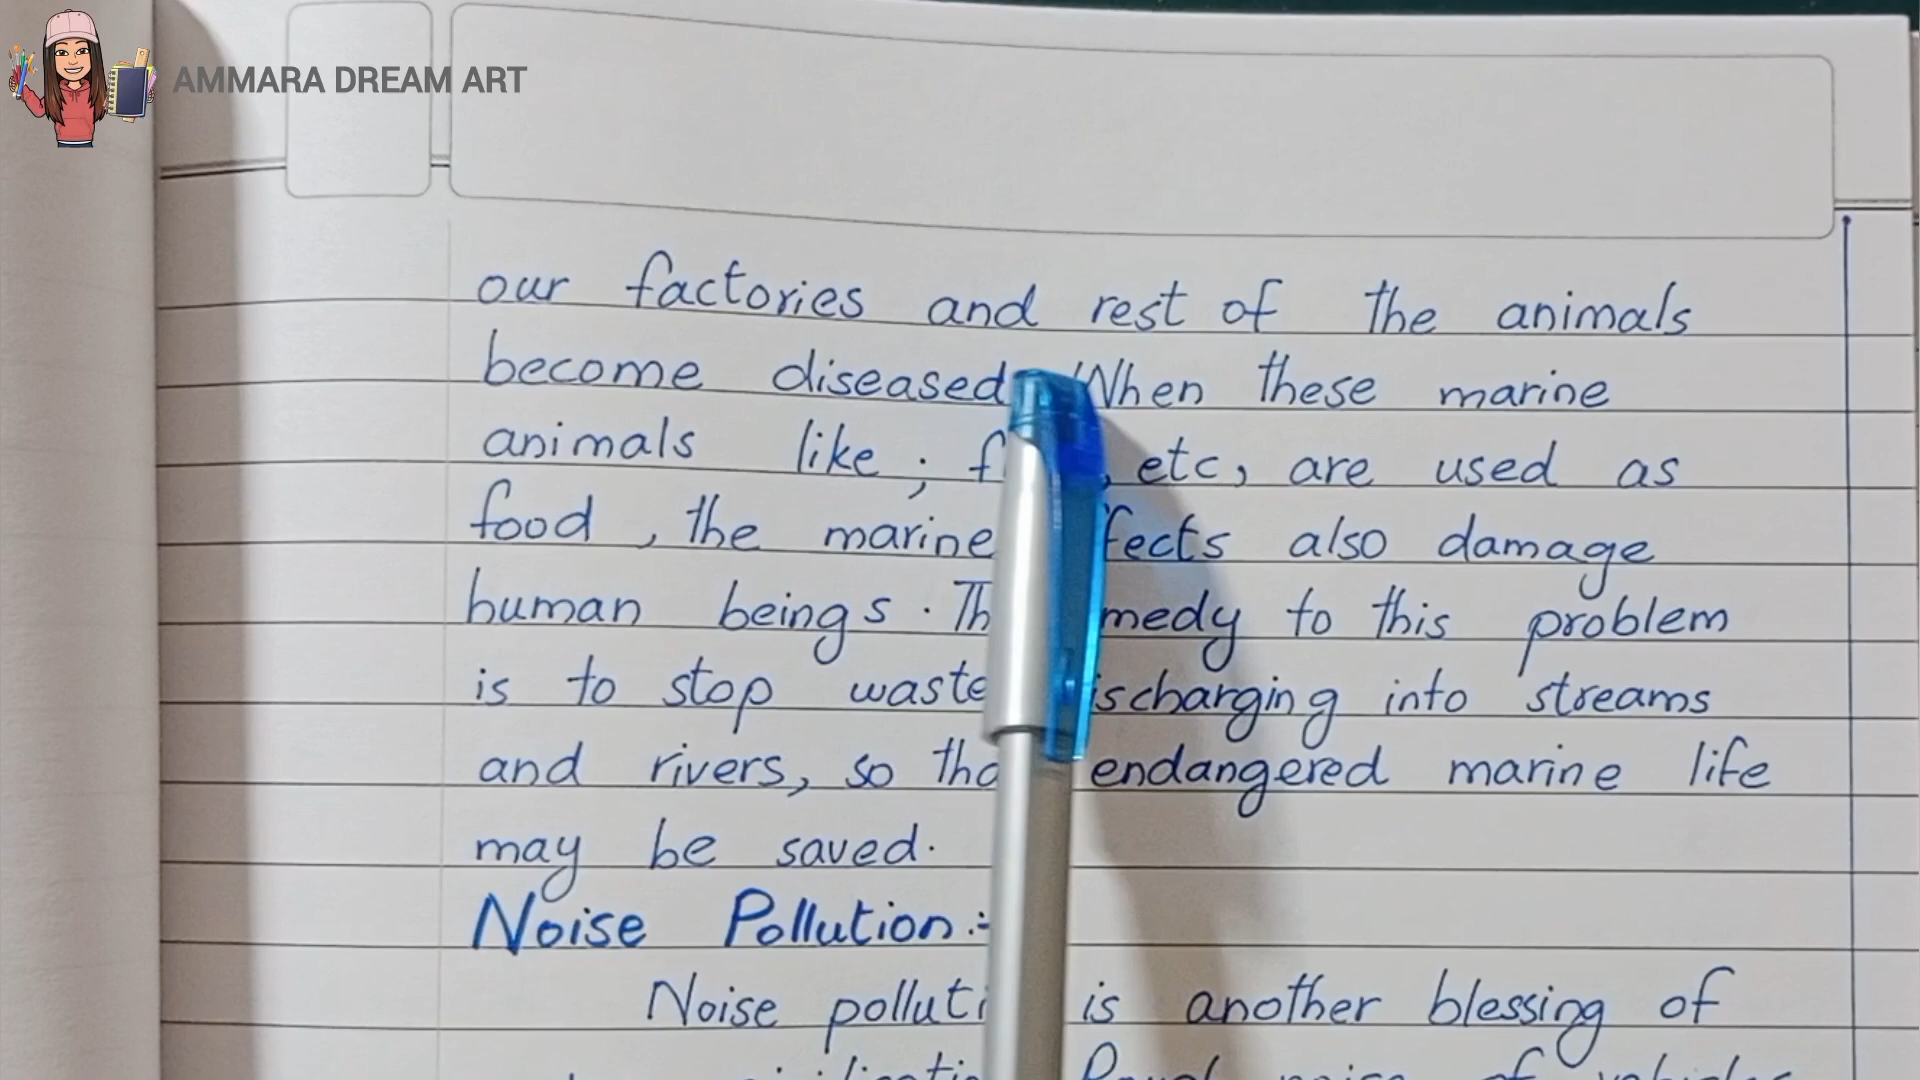 AMMARA DREAM ART
our factories and rest of the animals
become diseased When these marine
animals like ; etc, are used as
food , the marine also damage
human beings . to this problem
is to stop waste into streams
and rivers, so endangered marine life
may be saved.
Noise Pollution :-
Noise is another blessing of